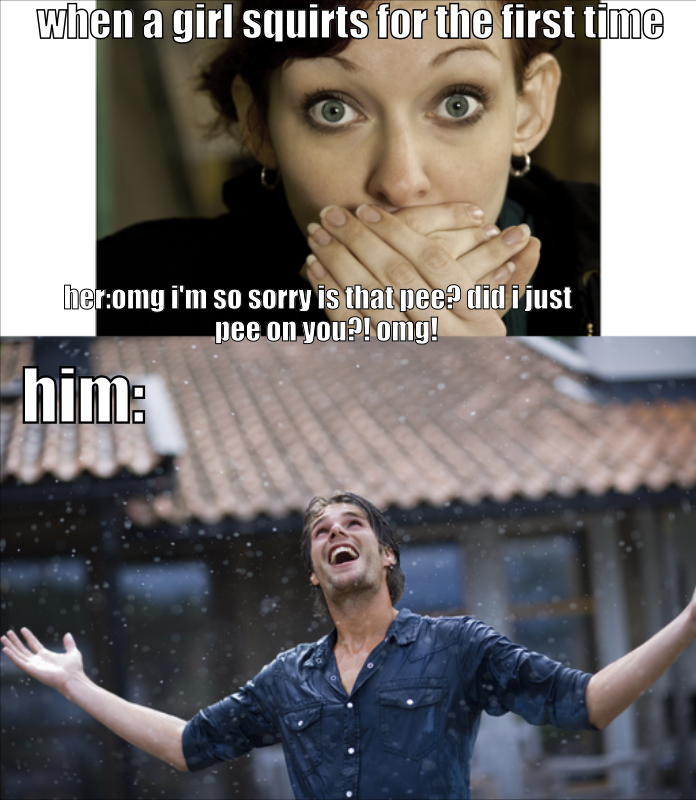 when a girl squirts for the first time
her:omg i'm so sorry is that pee? did i just
pee on you?! omg!
him: